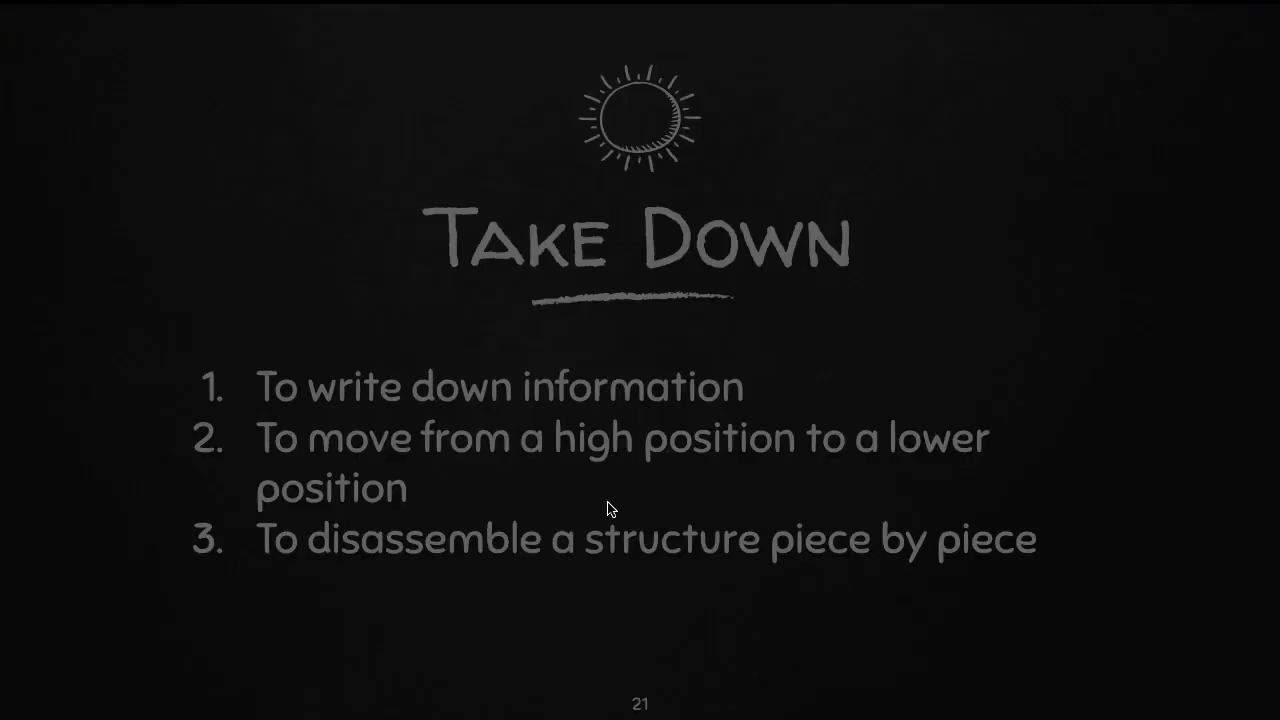 Take Down
1. To write down information
2. To move from a high position to a lower
position
3. To disassemble a structure piece by piece
21